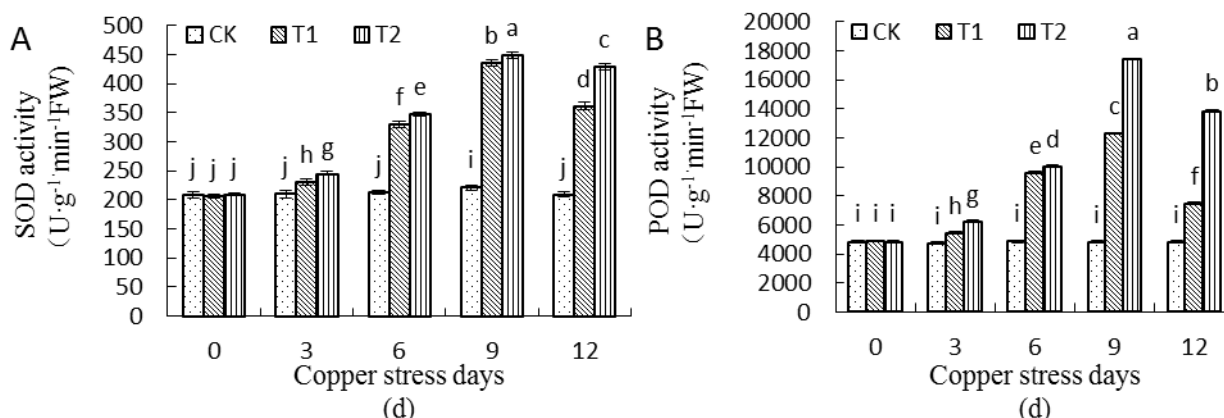 A
CK T1 T2
SOD activity
(U·g⁻¹·min⁻¹FW)
500
450
400
350
300
250
200
150
100
50
0
j j j
j h g
j f e
i b a
j d c
0 3 6 9 12
Copper stress days
(d)
B
CK T1 T2
POD activity
(U·g⁻¹·min⁻¹FW)
20000
18000
16000
14000
12000
10000
8000
6000
4000
2000
0
i i i
i h g
i e d
i c a
i f b
0 3 6 9 12
Copper stress days
(d)